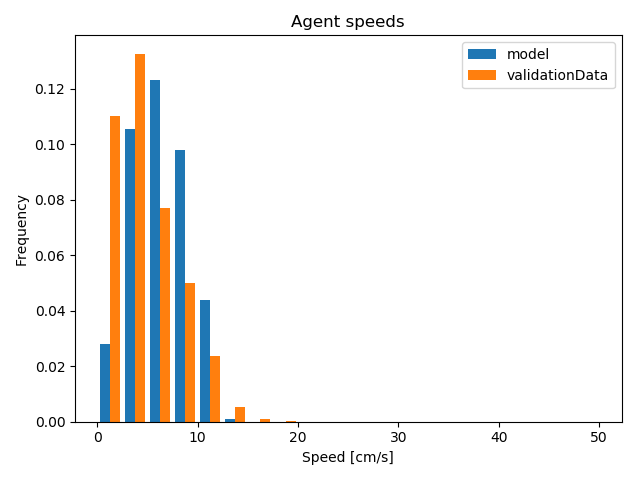 Agent speeds
model
validationData
0.12
0.10
0.08
0.06
0.04
0.02
0.00
Frequency
0 10 20 30 40 50
Speed [cm/s]